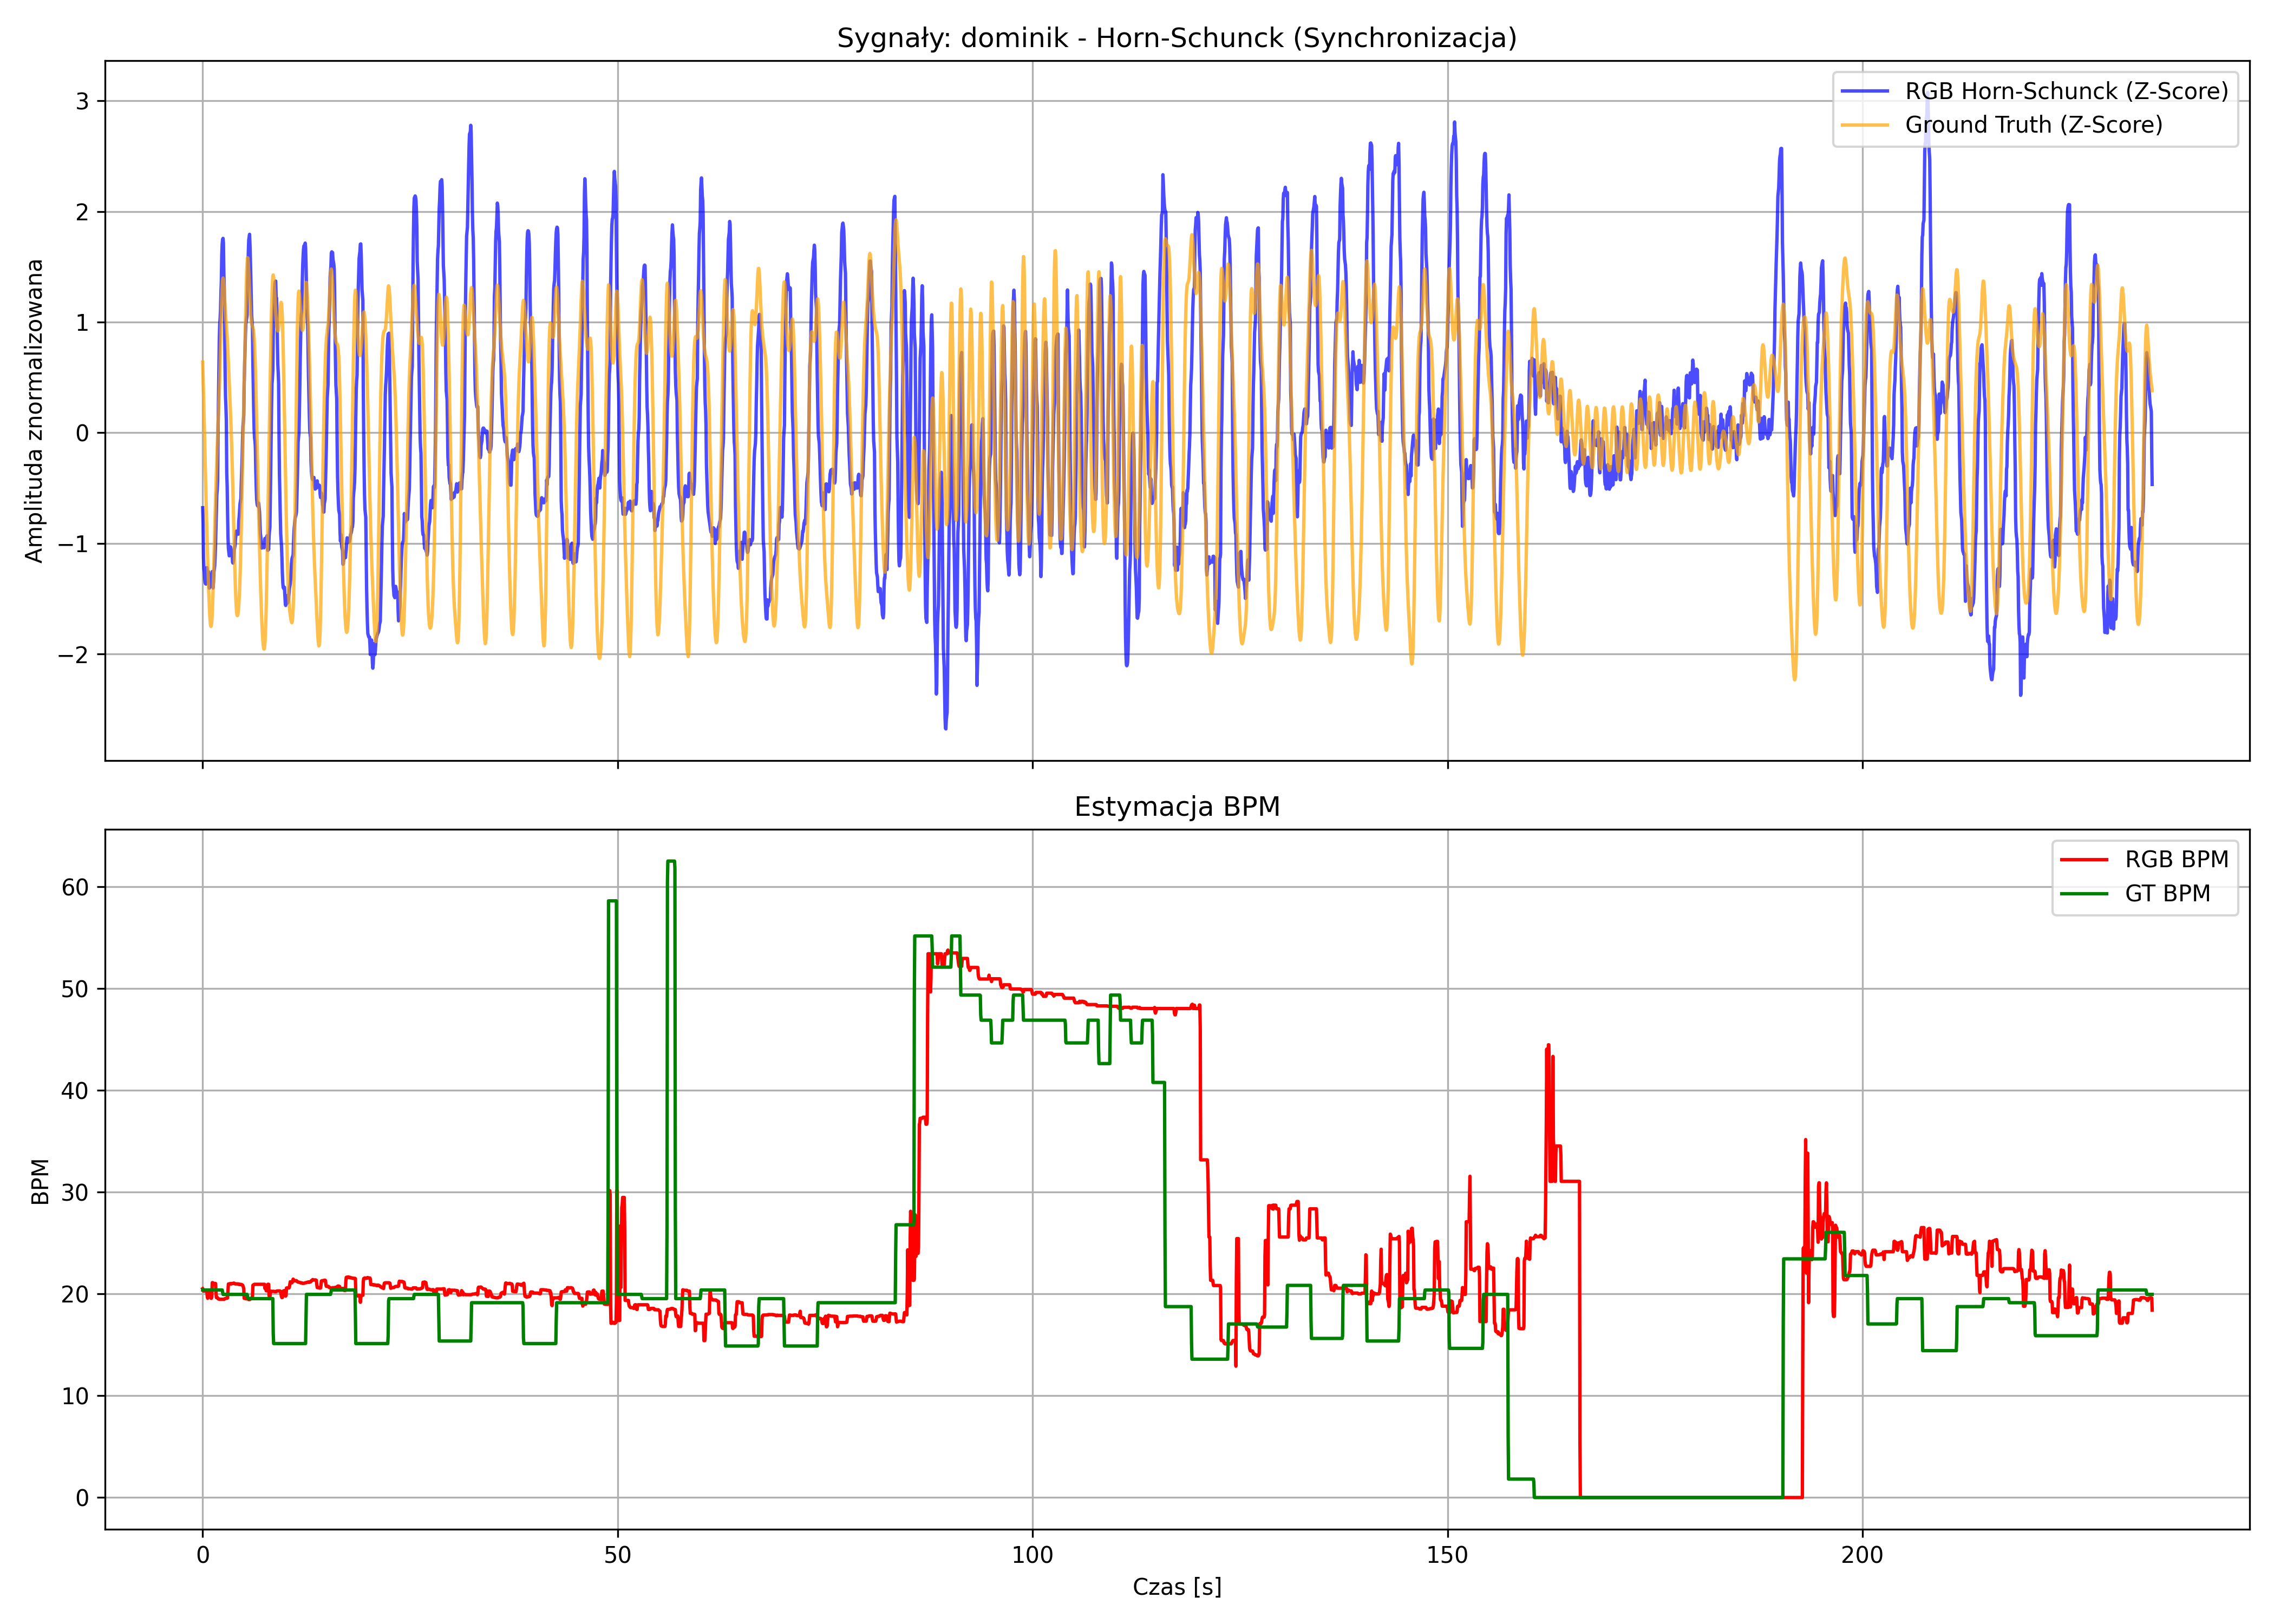 Sygnały: dominik - Horn-Schunck (Synchronizacja)
RGB Horn-Schunck (Z-Score)
Ground Truth (Z-Score)
3
2
1
0
−1
−2
Amplituda znormalizowana
Estymacja BPM
RGB BPM
GT BPM
60
50
40
30
20
10
0
BPM
0 50 100 150 200
Czas [s]